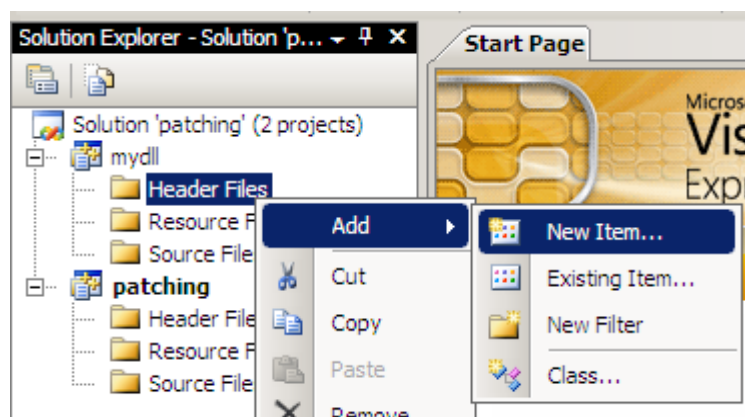 Solution Explorer - Solution 'p...
Start Page
Solution 'patching' (2 projects)
mydll
Header Files
Resource F
Source File
patching
Header File
Resource F
Source File
Micros
Vis
Exp
Add
Cut
Copy
Paste
Remove
New Item...
Existing Item...
New Filter
Class...